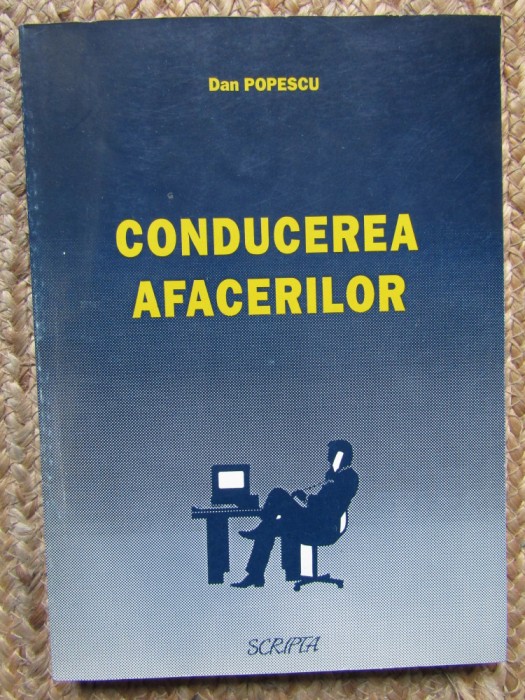 Dan POPESCU
CONDUCEREA
AFACERILOR
SCRIPTA